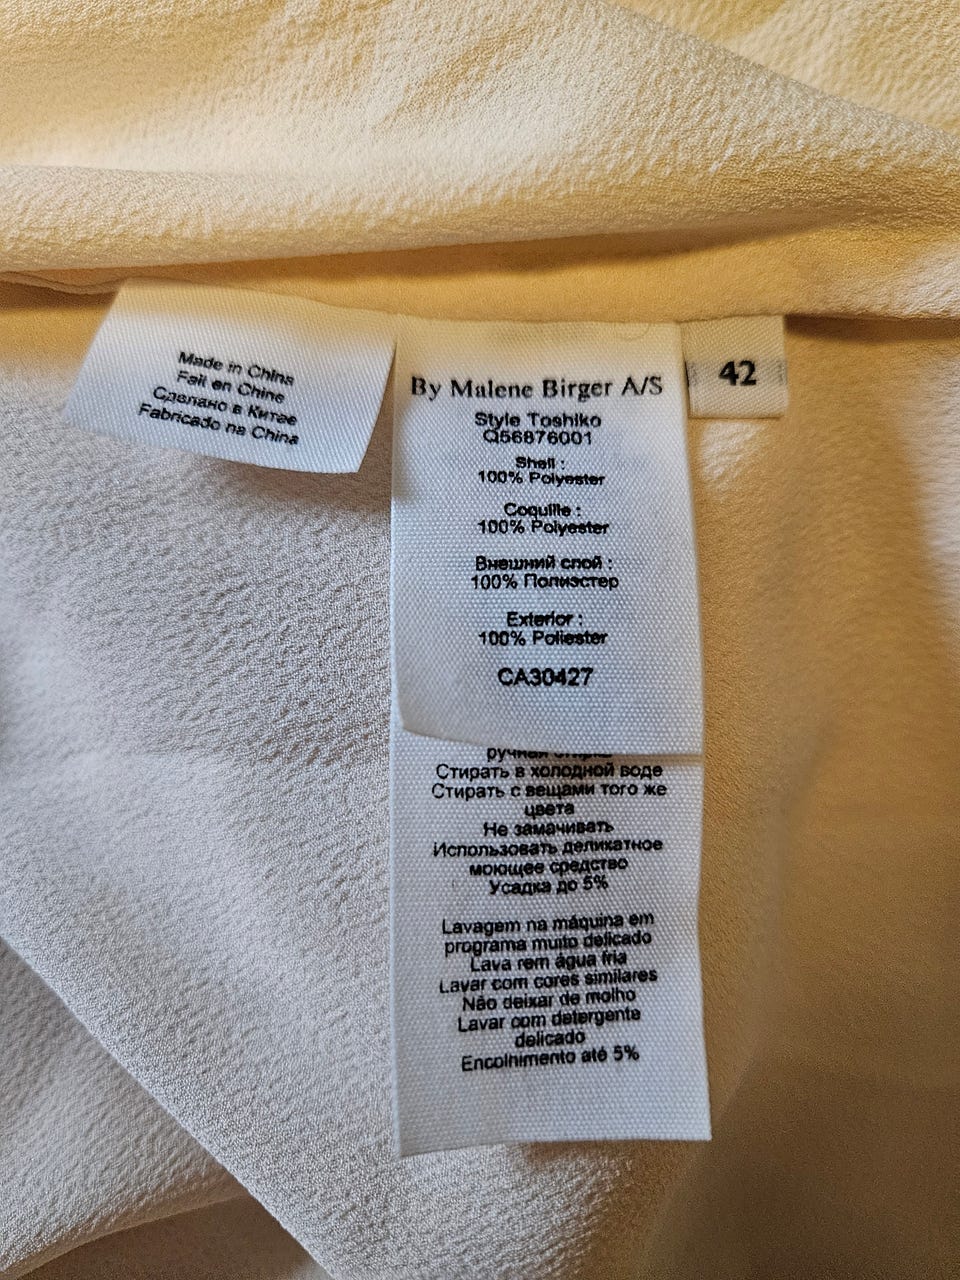 Made in China
Fait en Chine
Сделано в Китае
Fabricado na China
By Malene Birger A/S
Style Toshiko
Q56876001
Shell :
100% Polyester
Coquille :
100% Polyester
Внешний слой :
100% Полиэстер
Exterior :
100% Poliester
CA30427
42
ручная стирка
Стирать в холодной воде
Стирать с вещами того же
цвета
Не замачивать
Использовать деликатное
моющее средство
Усадка до 5%
Lavagem na máquina em
programa muito delicado
Lava rem água fria
Lavar com cores similares
Não deixar de molho
Lavar com detergente
delicado
Encolhimento até 5%